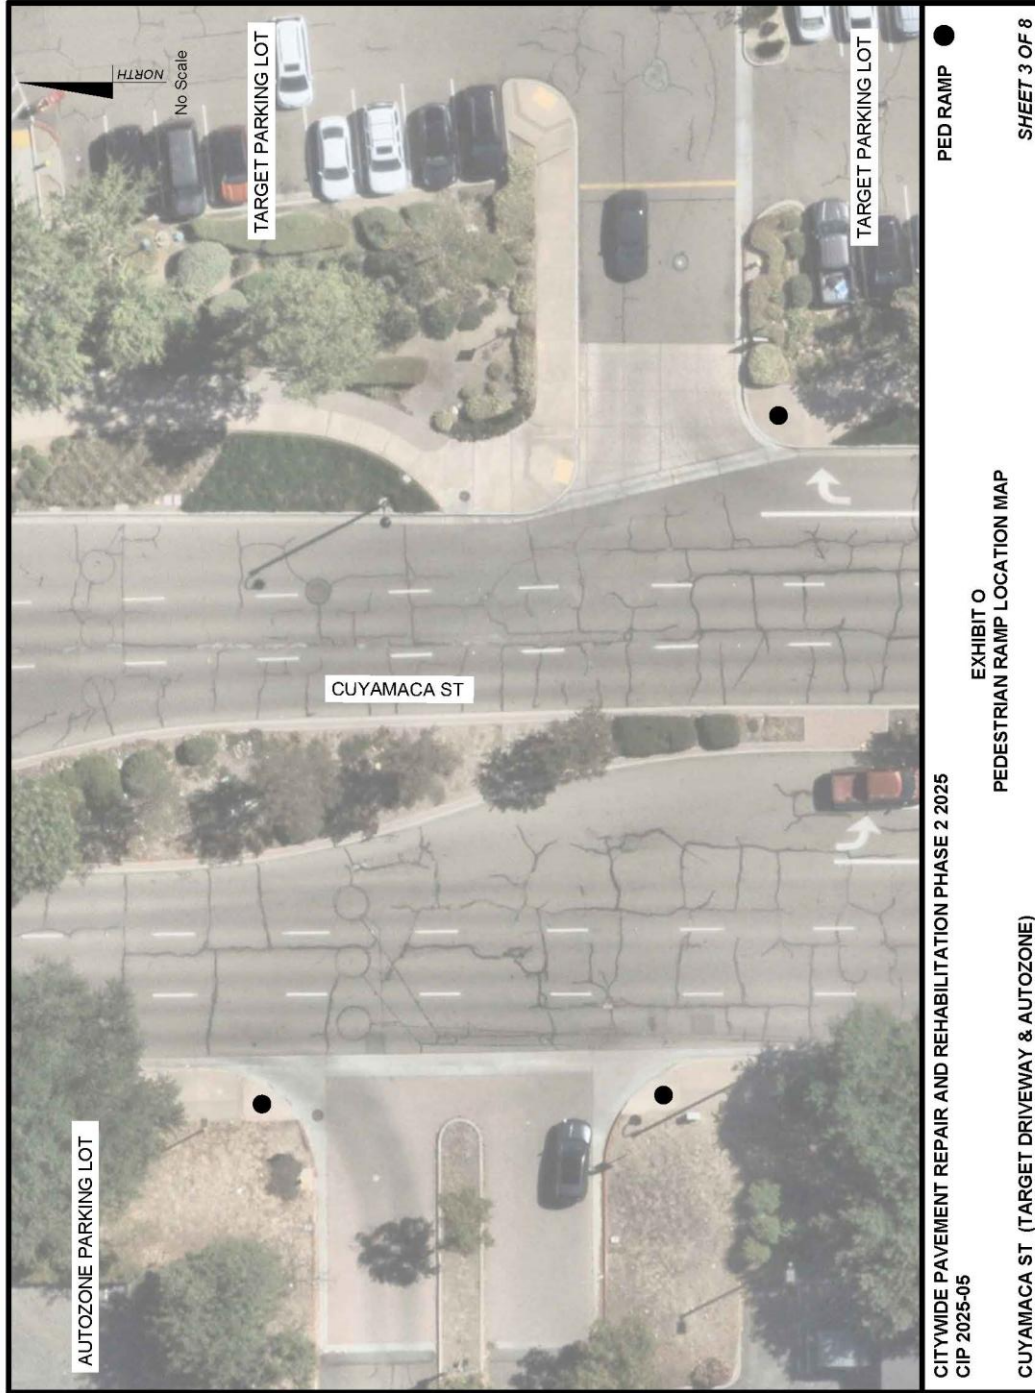 NORTH
No Scale
TARGET PARKING LOT
TARGET PARKING LOT
CUYAMACA ST
AUTOZONE PARKING LOT
CITYWIDE PAVEMENT REPAIR AND REHABILITATION PHASE 2 2025
CIP 2025-05
PED RAMP
EXHIBIT O
PEDESTRIAN RAMP LOCATION MAP
CUYAMACA ST (TARGET DRIVEWAY & AUTOZONE)
SHEET 3 OF 8